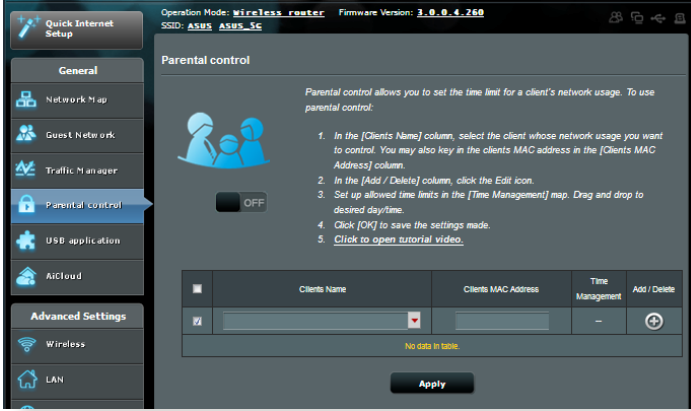 Quick Internet
Setup
General
Network Map
Guest Network
Traffic Manager
Parental control
USB application
AiCloud
Advanced Settings
Wireless
LAN
Operation Mode: Wireless router Firmware Version: 3.0.0.4.260
SSID: ASUS ASUS_5G
Parental control
Parental control allows you to set the time limit for a client's network usage. To use
parental control:
1. In the [Clients Name] column, select the client whose network usage you want
to control. You may also key in the clients MAC address in the [Clients MAC
Address] column.
2. In the [Add / Delete] column, click the Edit icon.
3. Set up allowed time limits in the [Time Management] map. Drag and drop to
desired day/time.
4. Click [OK] to save the settings made.
5. Click to open tutorial video.
OFF
Clients Name Clients MAC Address Time Management Add / Delete
–
No data in table.
Apply